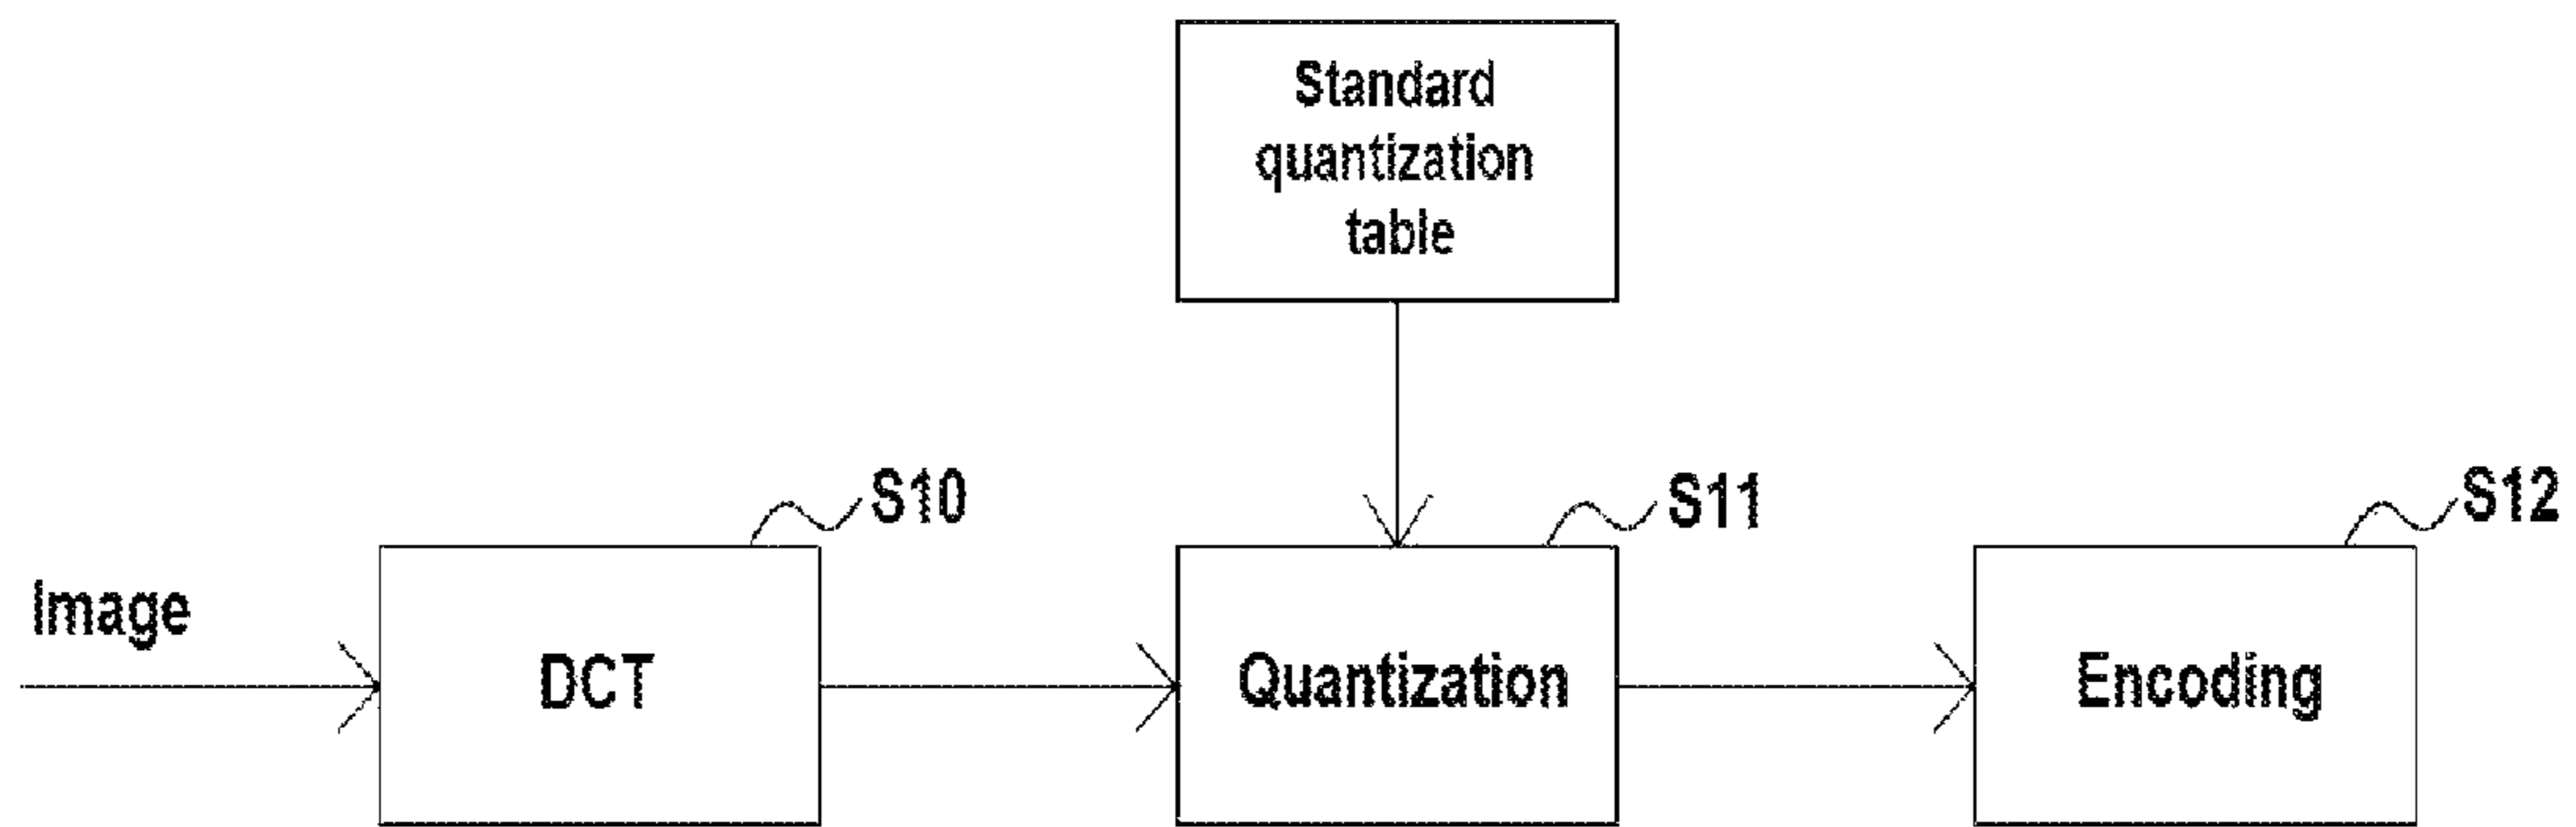 Standard
quantization
table
S10
S11
S12
Image
DCT
Quantization
Encoding